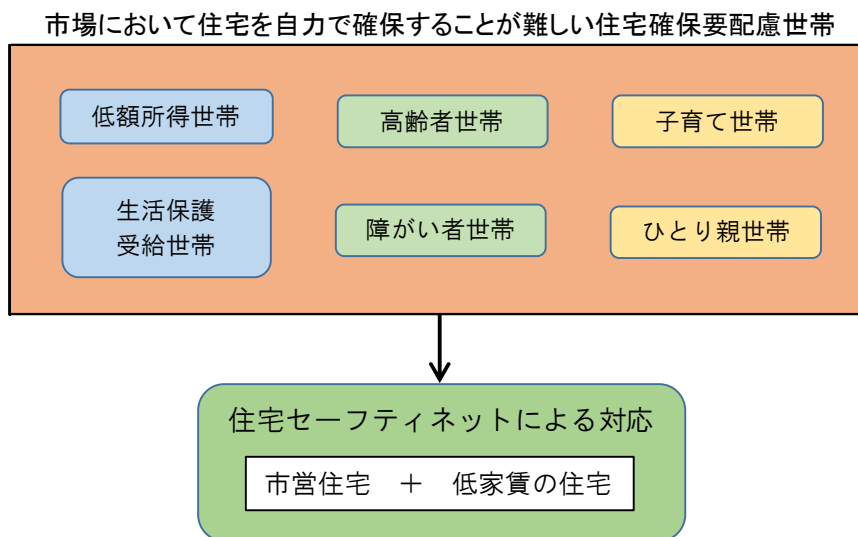 市場において住宅を自力で確保することが難しい住宅確保要配慮世帯
低額所得世帯
高齢者世帯
子育て世帯
生活保護
受給世帯
障がい者世帯
ひとり親世帯
住宅セーフティネットによる対応
市営住宅　＋　低家賃の住宅